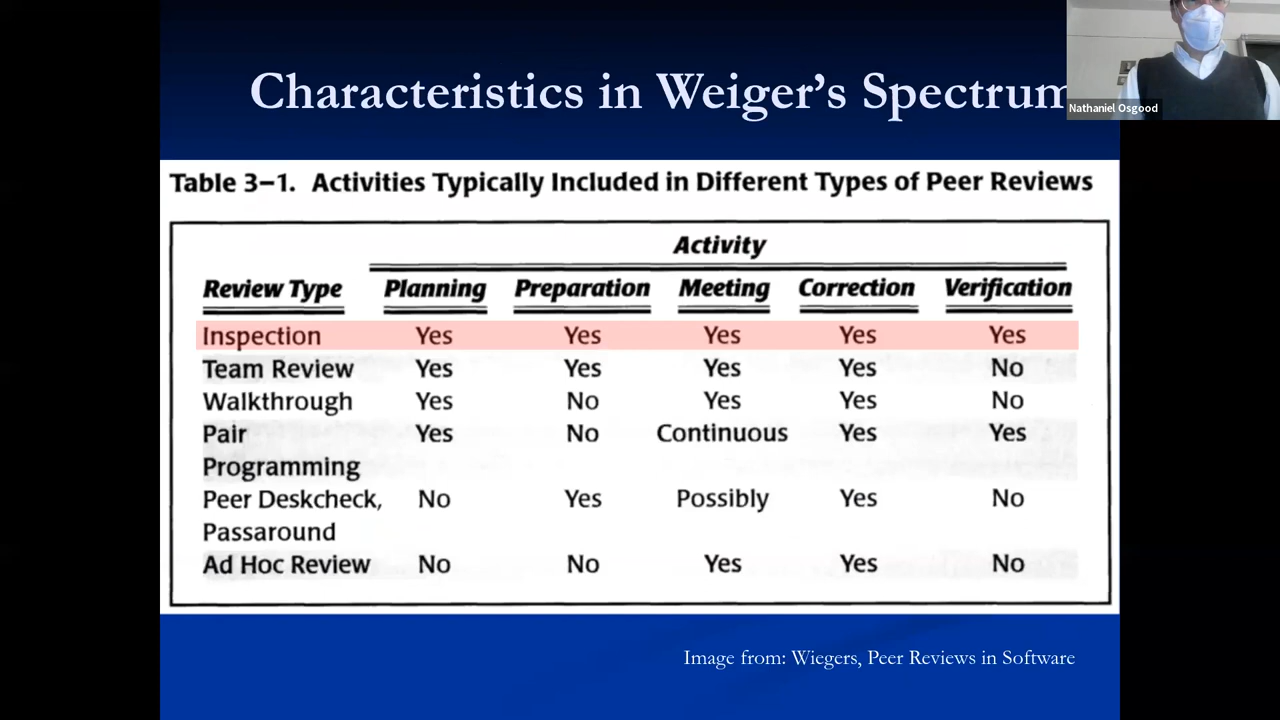 Characteristics in Weiger's Spectrum
Nathaniel Osgood
Table 3–1. Activities Typically Included in Different Types of Peer Reviews
Activity
Review Type Planning Preparation Meeting Correction Verification
Inspection Yes Yes Yes Yes Yes
Team Review Yes Yes Yes Yes No
Walkthrough Yes No Yes Yes No
Pair Yes No Continuous Yes Yes
Programming
Peer Deskcheck, No Yes Possibly Yes No
Passaround
Ad Hoc Review No No Yes Yes No
Image from: Wiegers, Peer Reviews in Software